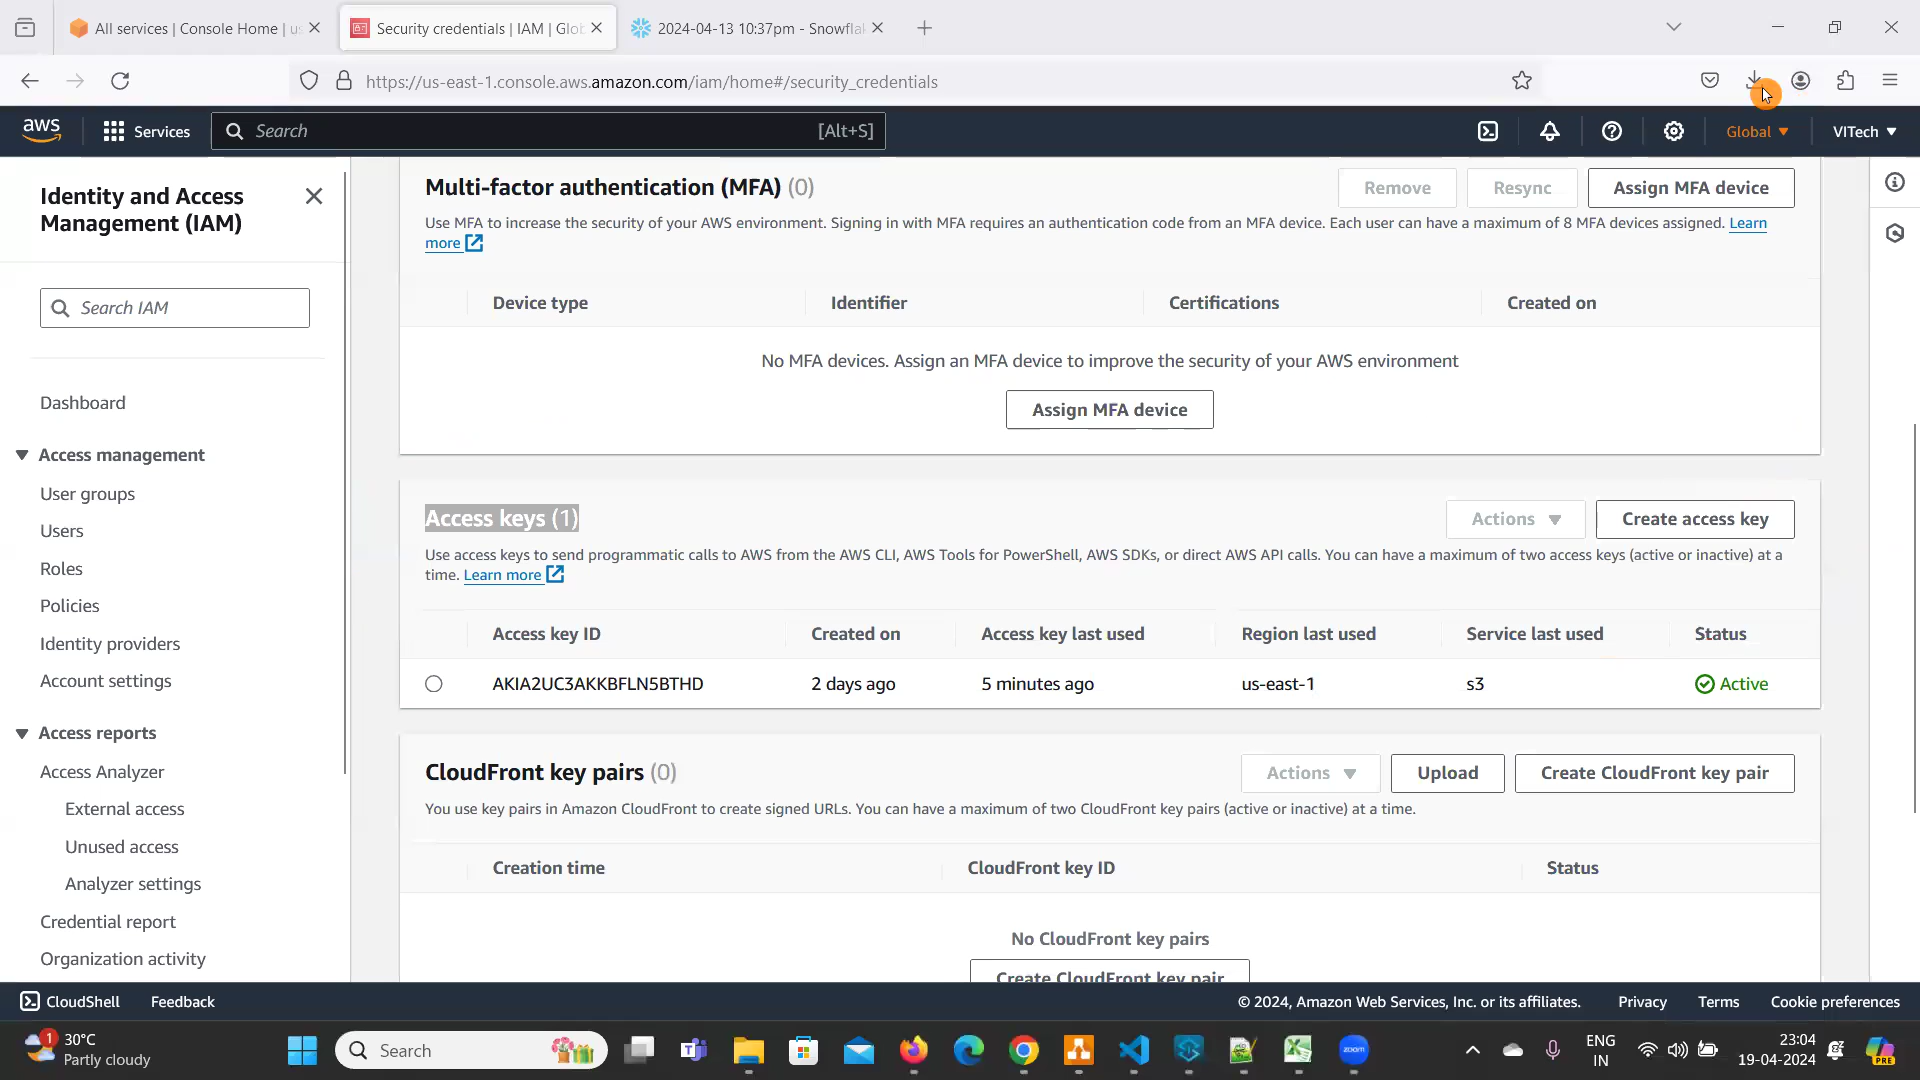 All services | Console Home | us
Security credentials | IAM | Glob
2024-04-13 10:37pm - Snowflak
https://us-east-1.console.aws.amazon.com/iam/home#/security_credentials
aws
Services
Search
[Alt+S]
Global
VITech
Identity and Access
Management (IAM)
Search IAM
Dashboard
Access management
User groups
Users
Roles
Policies
Identity providers
Account settings
Access reports
Access Analyzer
External access
Unused access
Analyzer settings
Credential report
Organization activity
Multi-factor authentication (MFA) (0)
Remove
Resync
Assign MFA device
Use MFA to increase the security of your AWS environment. Signing in with MFA requires an authentication code from an MFA device. Each user can have a maximum of 8 MFA devices assigned. Learn
more
Device type Identifier Certifications Created on
No MFA devices. Assign an MFA device to improve the security of your AWS environment
Assign MFA device
Access keys (1)
Actions
Create access key
Use access keys to send programmatic calls to AWS from the AWS CLI, AWS Tools for PowerShell, AWS SDKs, or direct AWS API calls. You can have a maximum of two access keys (active or inactive) at a
time. Learn more
Access key ID Created on Access key last used Region last used Service last used Status
AKIA2UC3AKKBFLN5BTHD 2 days ago 5 minutes ago us-east-1 s3 Active
CloudFront key pairs (0)
Actions
Upload
Create CloudFront key pair
You use key pairs in Amazon CloudFront to create signed URLs. You can have a maximum of two CloudFront key pairs (active or inactive) at a time.
Creation time CloudFront key ID Status
No CloudFront key pairs
Create CloudFront key pair
CloudShell
Feedback
© 2024, Amazon Web Services, Inc. or its affiliates.
Privacy
Terms
Cookie preferences
1
30°C
Partly cloudy
Search
zoom
ENG
IN
23:04
19-04-2024
PRE